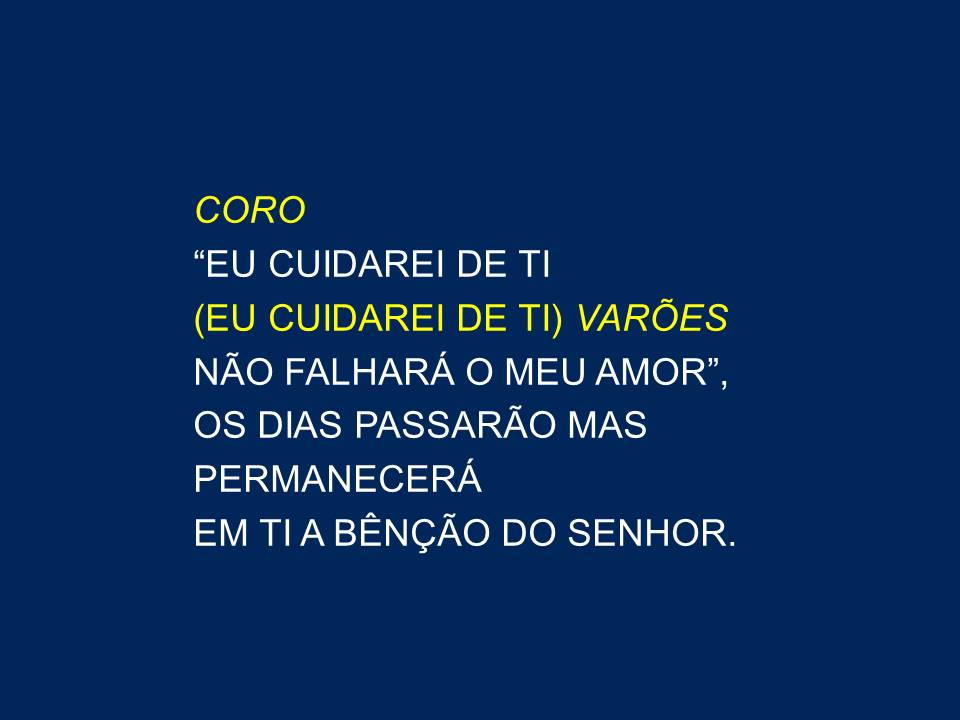 CORO
“EU CUIDAREI DE TI
(EU CUIDAREI DE TI) VARÕES
NÃO FALHARÁ O MEU AMOR”,
OS DIAS PASSARÃO MAS
PERMANECERÁ
EM TI A BÊNÇÃO DO SENHOR.